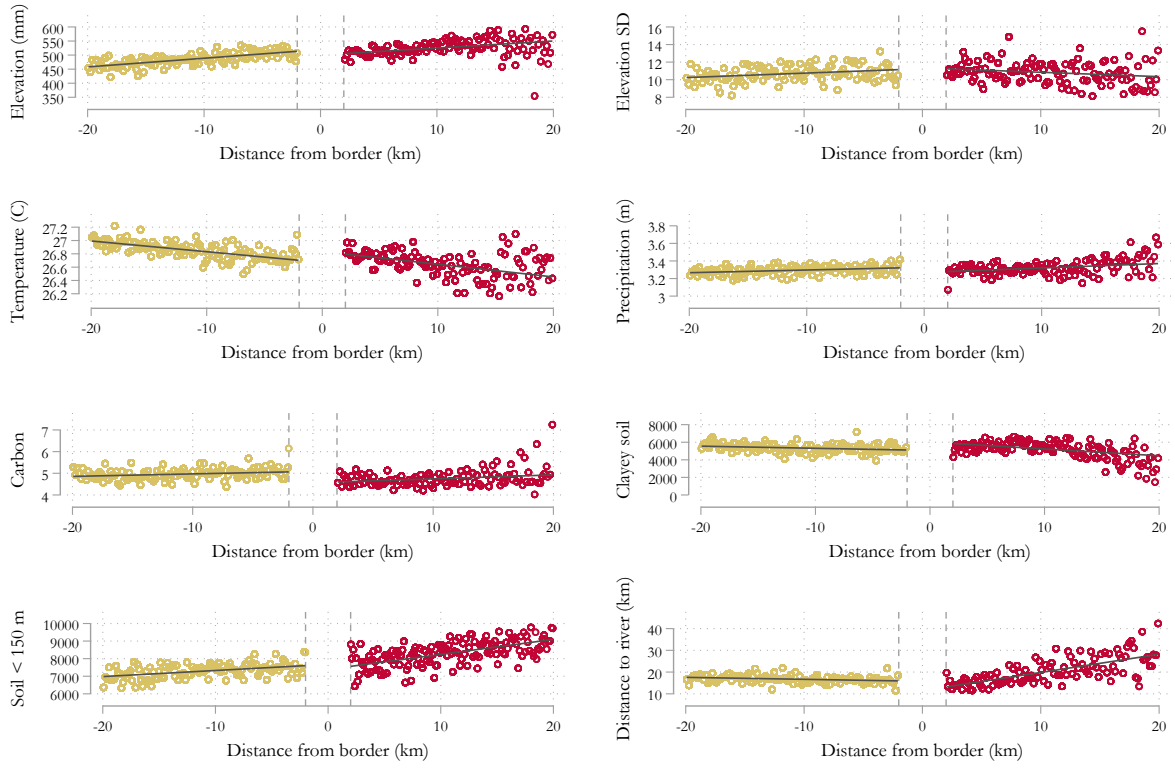 Elevation (mm)
600
550
500
450
400
350
-20 -10 0 10 20
Distance from border (km)
Elevation SD
16
14
12
10
8
-20 -10 0 10 20
Distance from border (km)
Temperature (C)
27.2
27
26.8
26.6
26.4
26.2
-20 -10 0 10 20
Distance from border (km)
Precipitation (m)
3.8
3.6
3.4
3.2
3
-20 -10 0 10 20
Distance from border (km)
Carbon
7
6
5
4
-20 -10 0 10 20
Distance from border (km)
Clayey soil
8000
6000
4000
2000
0
-20 -10 0 10 20
Distance from border (km)
Soil < 150 m
10000
9000
8000
7000
6000
-20 -10 0 10 20
Distance from border (km)
Distance to river (km)
40
30
20
10
-20 -10 0 10 20
Distance from border (km)